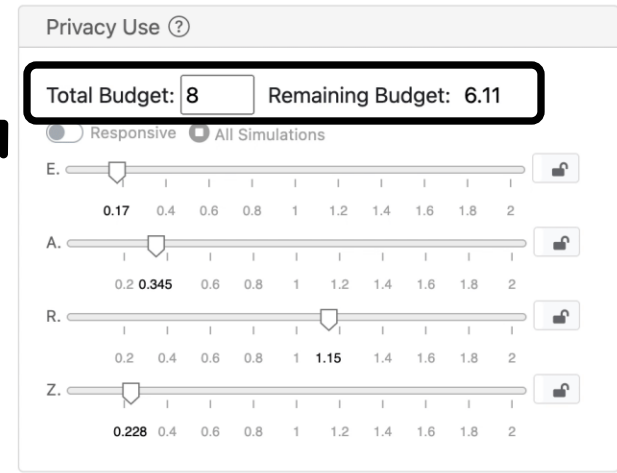 Privacy Use ?
Total Budget: 8 Remaining Budget: 6.11
Responsive All Simulations
E.
0.17 0.4 0.6 0.8 1 1.2 1.4 1.6 1.8 2
A.
0.2 0.345 0.6 0.8 1 1.2 1.4 1.6 1.8 2
R.
0.2 0.4 0.6 0.8 1 1.15 1.4 1.6 1.8 2
Z.
0.228 0.4 0.6 0.8 1 1.2 1.4 1.6 1.8 2